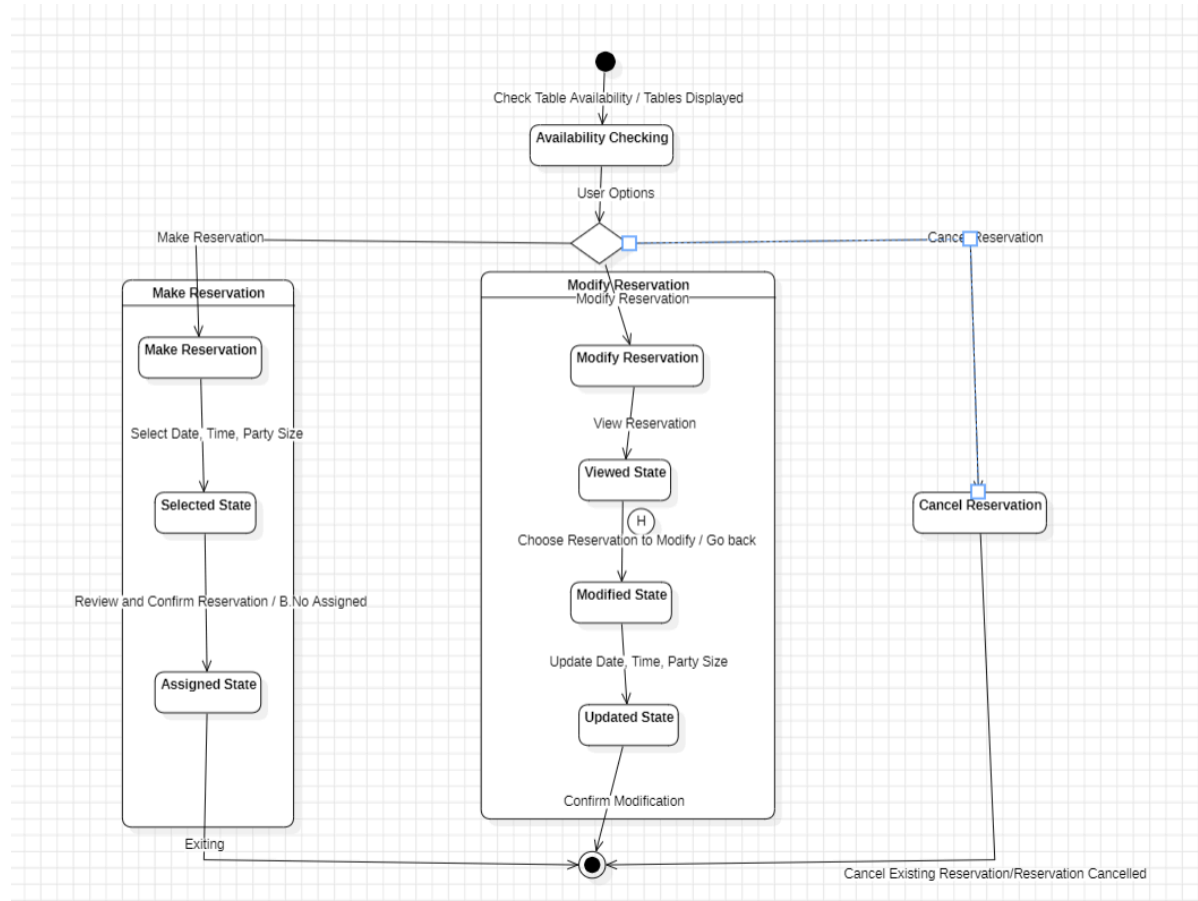 Check Table Availability / Tables Displayed
Availability Checking
User Options
Make Reservation
Cancel Reservation
Make Reservation
Modify Reservation
Modify Reservation
Make Reservation
Modify Reservation
Select Date, Time, Party Size
View Reservation
Viewed State
Selected State
Cancel Reservation
H
Choose Reservation to Modify / Go back
Modified State
Review and Confirm Reservation / B.No Assigned
Update Date, Time, Party Size
Assigned State
Updated State
Confirm Modification
Exiting
Cancel Existing Reservation/Reservation Cancelled